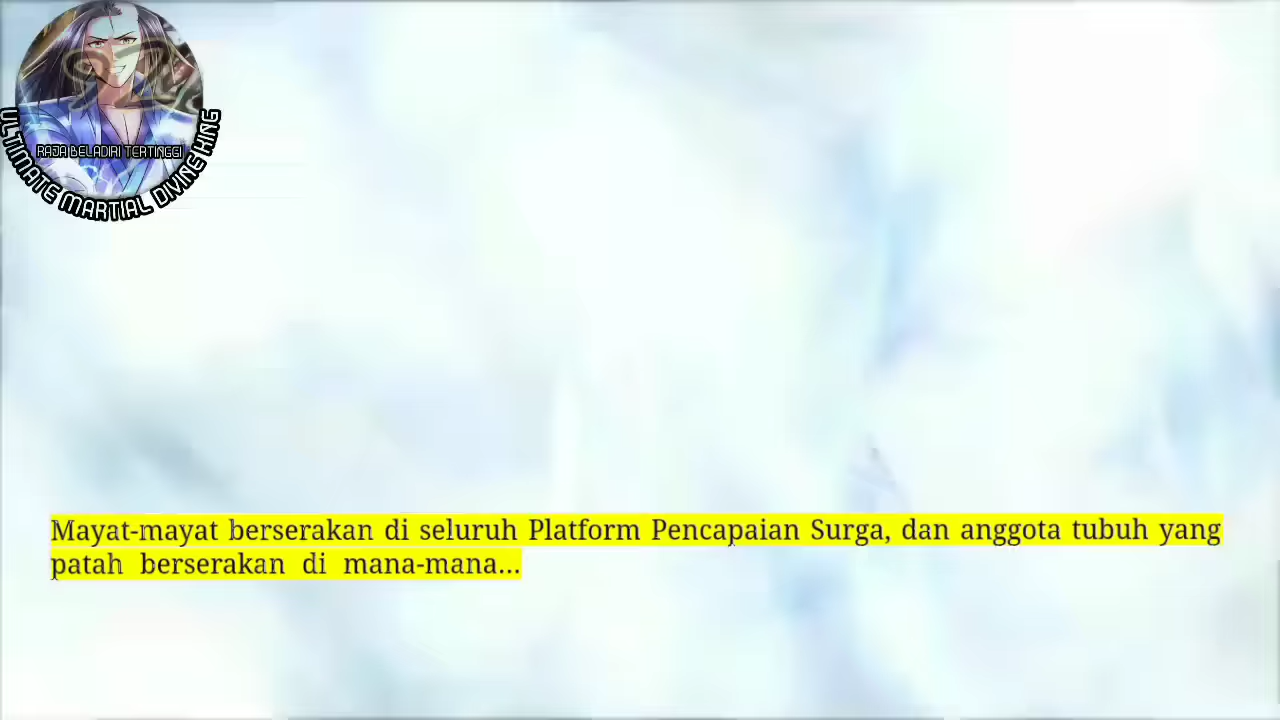 RAJA BELADIRI TERTINGGI
ULTIMATE MARTIAL DIVINE KING
Mayat-mayat berserakan di seluruh Platform Pencapaian Surga, dan anggota tubuh yang
patah berserakan di mana-mana...